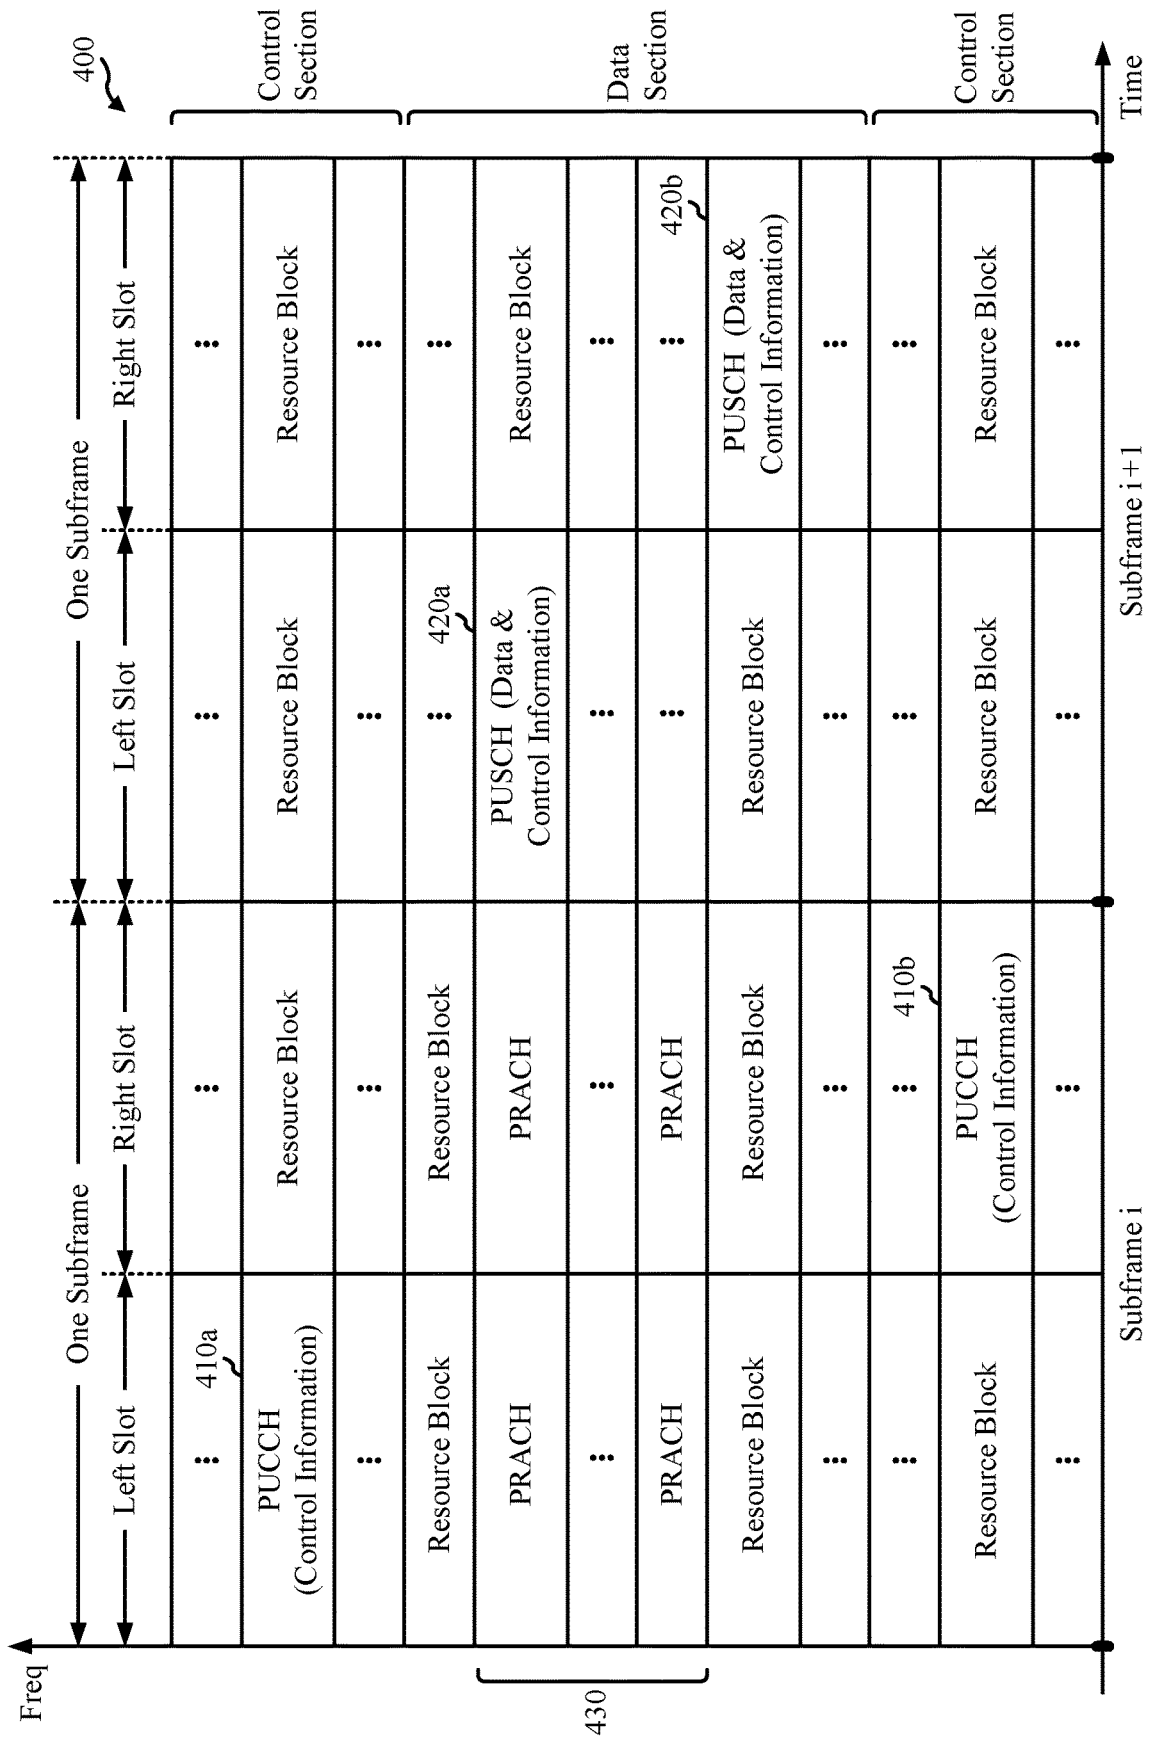 400
One Subframe
One Subframe
Left Slot
Right Slot
Left Slot
Right Slot
Freq
Control
Section
Data
Section
Control
Section
...
...
...
...
410a
PUCCH
(Control Information)
Resource Block
Resource Block
Resource Block
...
...
...
...
Resource Block
Resource Block
...
...
420a
PRACH
PRACH
PUSCH (Data &
Control Information)
Resource Block
...
...
...
...
PRACH
PRACH
...
...
420b
Resource Block
Resource Block
Resource Block
PUSCH (Data &
Control Information)
...
...
...
...
...
...
...
...
410b
Resource Block
PUCCH
(Control Information)
Resource Block
Resource Block
...
...
...
...
430
Subframe i
Subframe i+1
Time